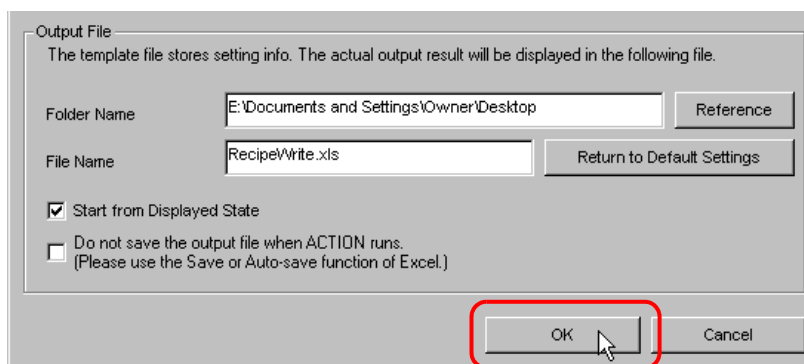 Output File
The template file stores setting info. The actual output result will be displayed in the following file.
Folder Name
E:\Documents and Settings\Owner\Desktop
Reference
File Name
RecipeWrite.xls
Return to Default Settings
Start from Displayed State
Do not save the output file when ACTION runs.
(Please use the Save or Auto-save function of Excel.)
OK
Cancel